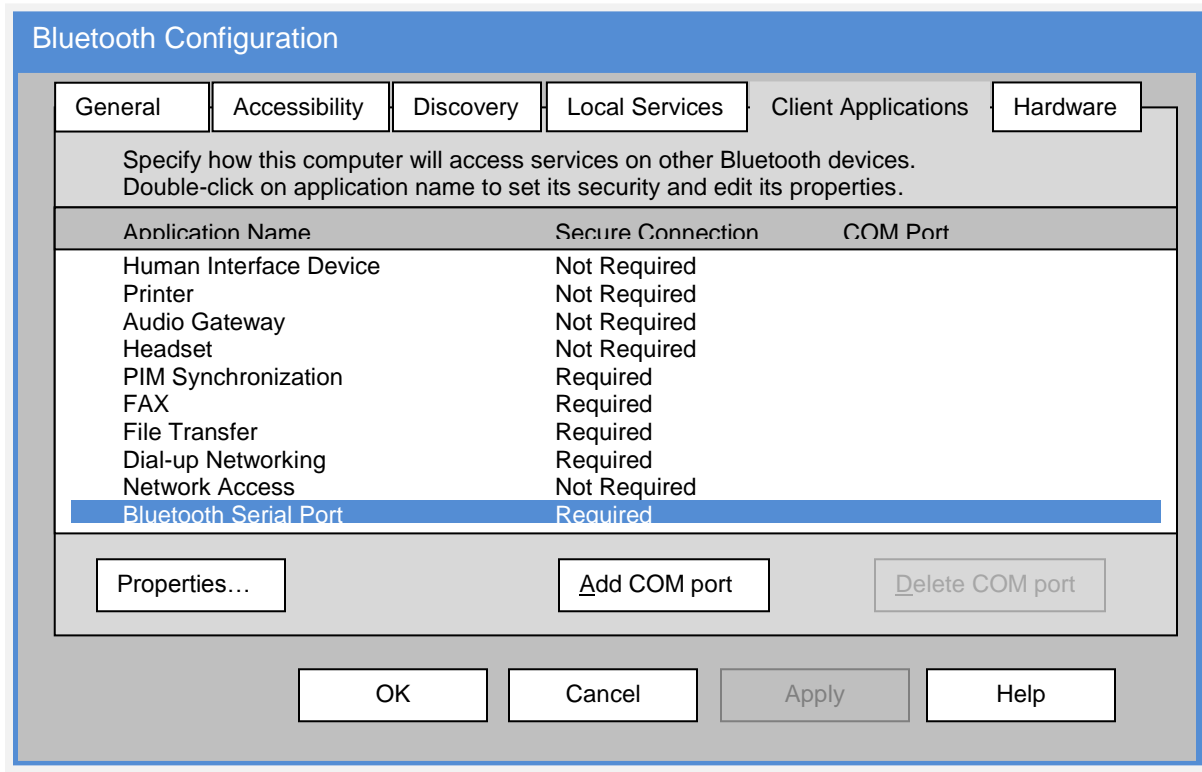 Bluetooth Configuration
General Accessibility Discovery Local Services Client Applications Hardware
Specify how this computer will access services on other Bluetooth devices.
Double-click on application name to set its security and edit its properties.
Application Name Secure Connection COM Port
Human Interface Device Not Required
Printer Not Required
Audio Gateway Not Required
Headset Not Required
PIM Synchronization Required
FAX Required
File Transfer Required
Dial-up Networking Required
Network Access Not Required
Bluetooth Serial Port Required
Properties… Add COM port Delete COM port
OK Cancel Apply Help